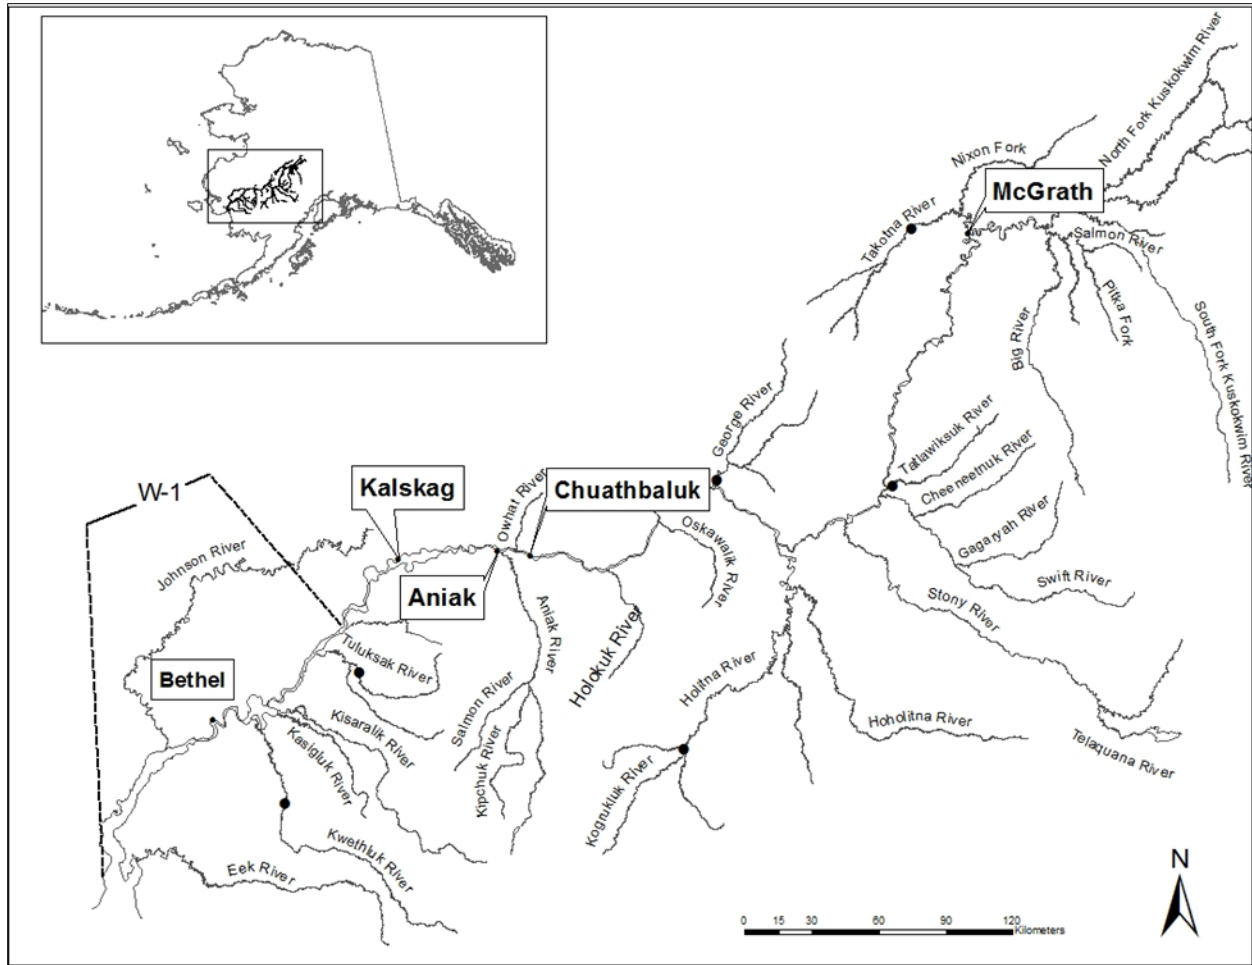 North Fork Kuskokwim River
Nixon Fork
McGrath
Takotna River
Salmon River
Pitka Fork
Big River
South Fork Kuskokwim River
George River
Tatlawiksuk River
Cheeneetnuk River
W-1
Kalskag
Owhat River
Chuathbaluk
Oskawalik River
Gagaryah River
Johnson River
Swift River
Aniak
Stony River
Aniak River
Holokuk River
Tuluksak River
Bethel
Holitna River
Salmon River
Kisaralik River
Hoholitna River
Kasigluk River
Telaquana River
Kipchuk River
Kogrukluk River
Kwethluk River
Eek River
N
0 15 30 60 90 120
Kilometers